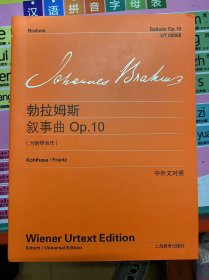 汉语拼音字母表
Brahms
Ballads Op.10
UT 50068
Johannes Brahms
勃拉姆斯
叙事曲 Op.10
(为钢琴而作)
Kohlhase / Frantz
中外文对照
Wiener Urtext Edition
Schott / Universal Edition
上海教育出版社